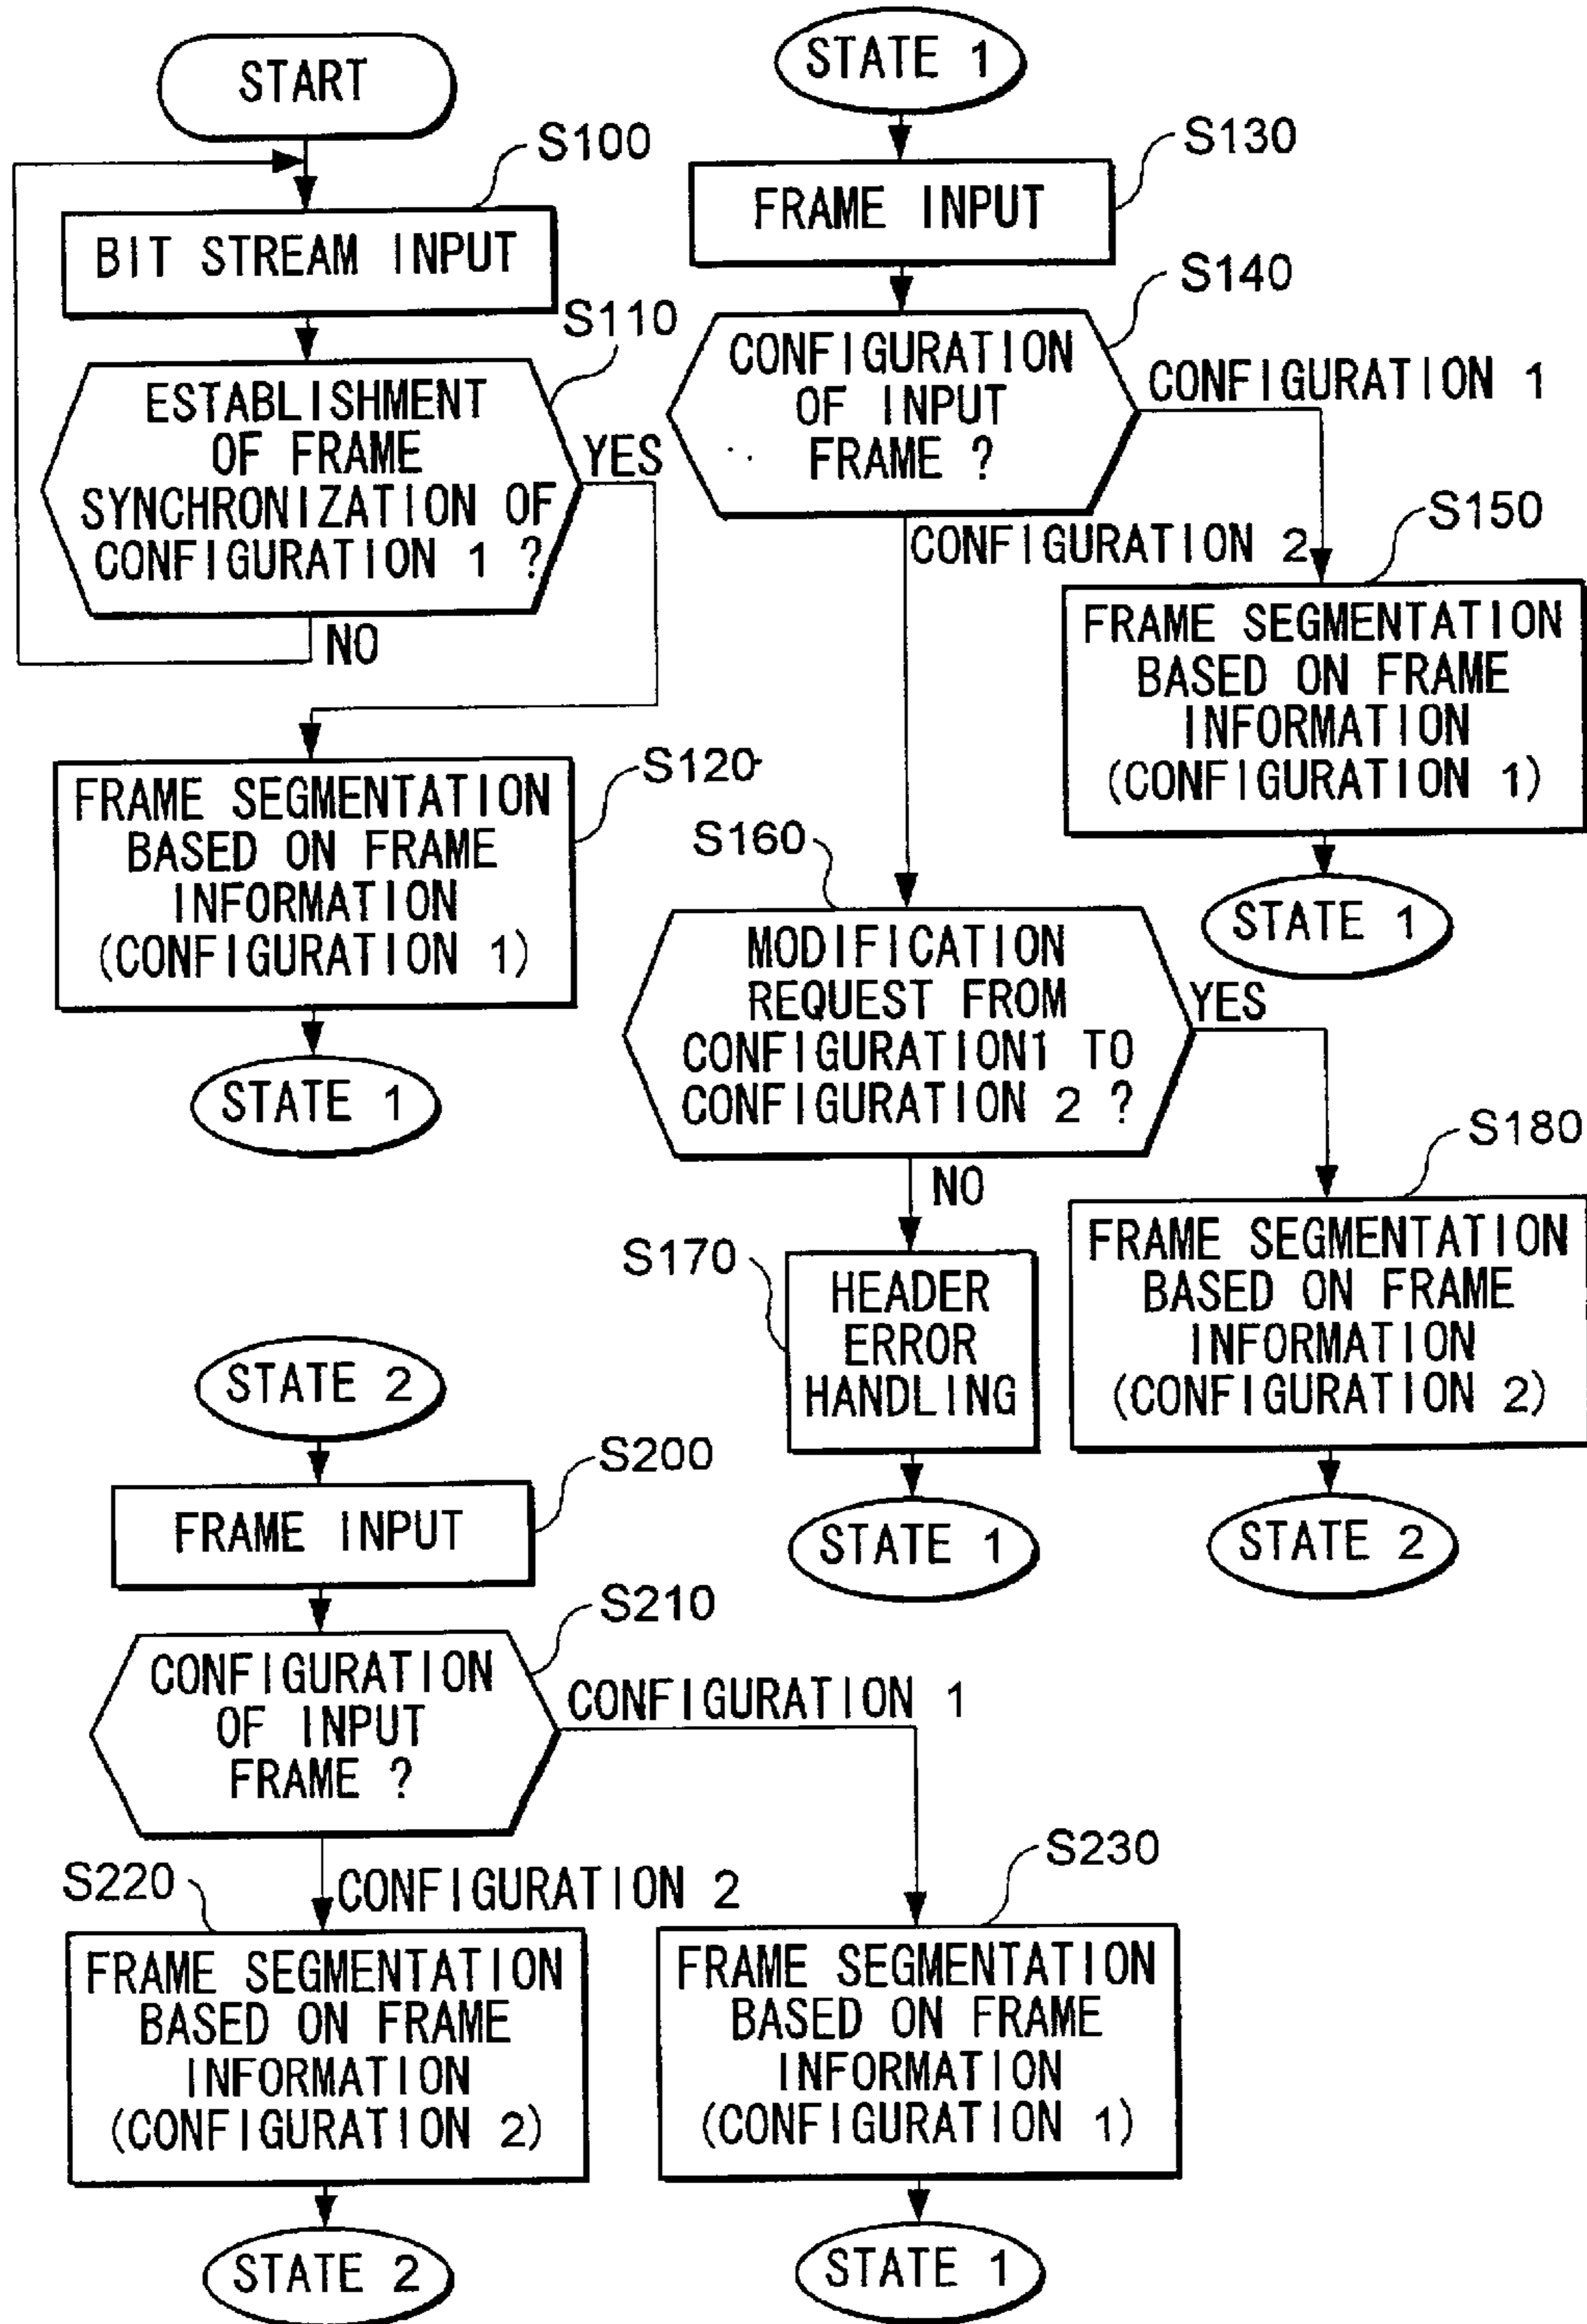 START
S100
BIT STREAM INPUT
S110
ESTABLISHMENT
OF FRAME
SYNCHRONIZATION OF
CONFIGURATION 1 ?
YES
NO
S120
FRAME SEGMENTATION
BASED ON FRAME
INFORMATION
(CONFIGURATION 1)
STATE 1
STATE 1
S130
FRAME INPUT
S140
CONFIGURATION
OF INPUT
FRAME ?
CONFIGURATION 1
CONFIGURATION 2
S150
FRAME SEGMENTATION
BASED ON FRAME
INFORMATION
(CONFIGURATION 1)
STATE 1
S160
MODIFICATION
REQUEST FROM
CONFIGURATION1 TO
CONFIGURATION 2 ?
YES
NO
S170
HEADER
ERROR
HANDLING
STATE 1
S180
FRAME SEGMENTATION
BASED ON FRAME
INFORMATION
(CONFIGURATION 2)
STATE 2
STATE 2
S200
FRAME INPUT
S210
CONFIGURATION
OF INPUT
FRAME ?
CONFIGURATION 1
CONFIGURATION 2
S220
FRAME SEGMENTATION
BASED ON FRAME
INFORMATION
(CONFIGURATION 2)
STATE 2
S230
FRAME SEGMENTATION
BASED ON FRAME
INFORMATION
(CONFIGURATION 1)
STATE 1